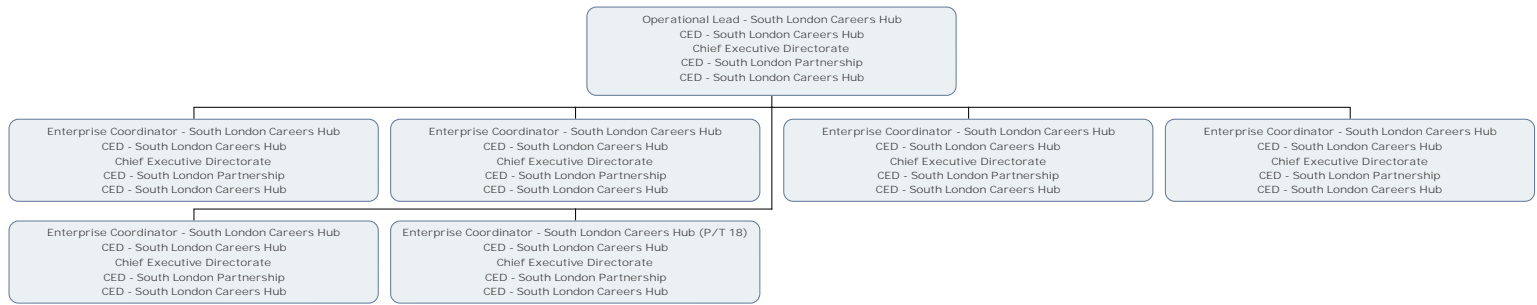 Operational Lead - South London Careers Hub
CED - South London Careers Hub
Chief Executive Directorate
CED - South London Partnership
CED - South London Careers Hub
Enterprise Coordinator - South London Careers Hub
CED - South London Careers Hub
Chief Executive Directorate
CED - South London Partnership
CED - South London Careers Hub
Enterprise Coordinator - South London Careers Hub
CED - South London Careers Hub
Chief Executive Directorate
CED - South London Partnership
CED - South London Careers Hub
Enterprise Coordinator - South London Careers Hub
CED - South London Careers Hub
Chief Executive Directorate
CED - South London Partnership
CED - South London Careers Hub
Enterprise Coordinator - South London Careers Hub
CED - South London Careers Hub
Chief Executive Directorate
CED - South London Partnership
CED - South London Careers Hub
Enterprise Coordinator - South London Careers Hub
CED - South London Careers Hub
Chief Executive Directorate
CED - South London Partnership
CED - South London Careers Hub
Enterprise Coordinator - South London Careers Hub (P/T 18)
CED - South London Careers Hub
Chief Executive Directorate
CED - South London Partnership
CED - South London Careers Hub